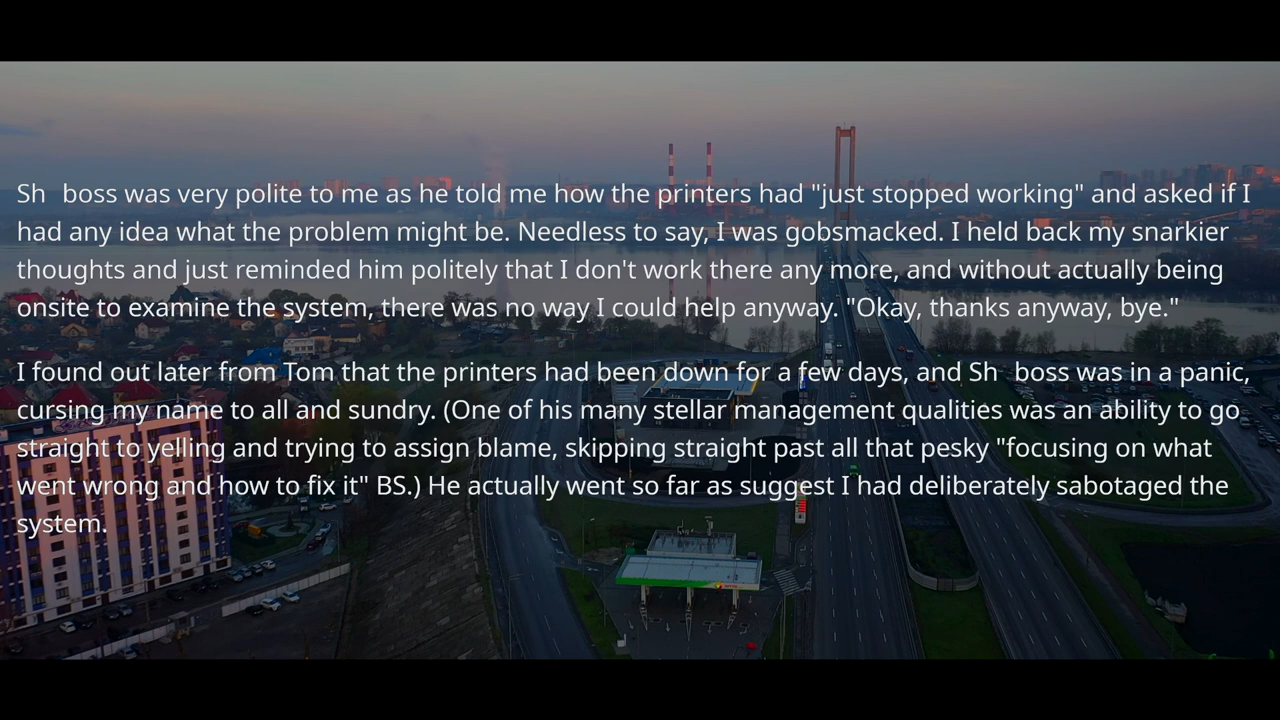 Sh  boss was very polite to me as he told me how the printers had "just stopped working" and asked if I
had any idea what the problem might be. Needless to say, I was gobsmacked. I held back my snarkier
thoughts and just reminded him politely that I don't work there any more, and without actually being
onsite to examine the system, there was no way I could help anyway. "Okay, thanks anyway, bye."
I found out later from Tom that the printers had been down for a few days, and Sh  boss was in a panic,
cursing my name to all and sundry. (One of his many stellar management qualities was an ability to go
straight to yelling and trying to assign blame, skipping straight past all that pesky "focusing on what
went wrong and how to fix it" BS.) He actually went so far as suggest I had deliberately sabotaged the
system.